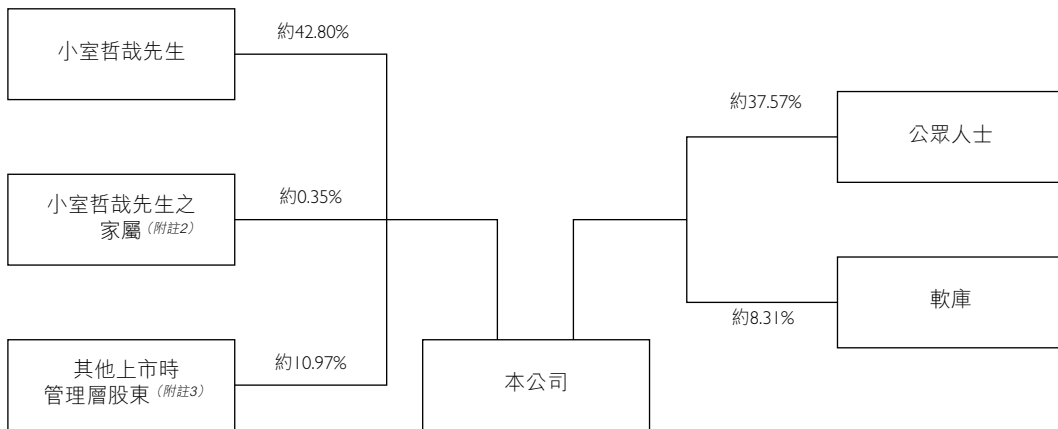 小室哲哉先生
約42.80%
小室哲哉先生之
家屬(附註2)
約0.35%
其他上市時
管理層股東(附註3)
約10.97%
本公司
約37.57%
公眾人士
約8.31%
軟庫